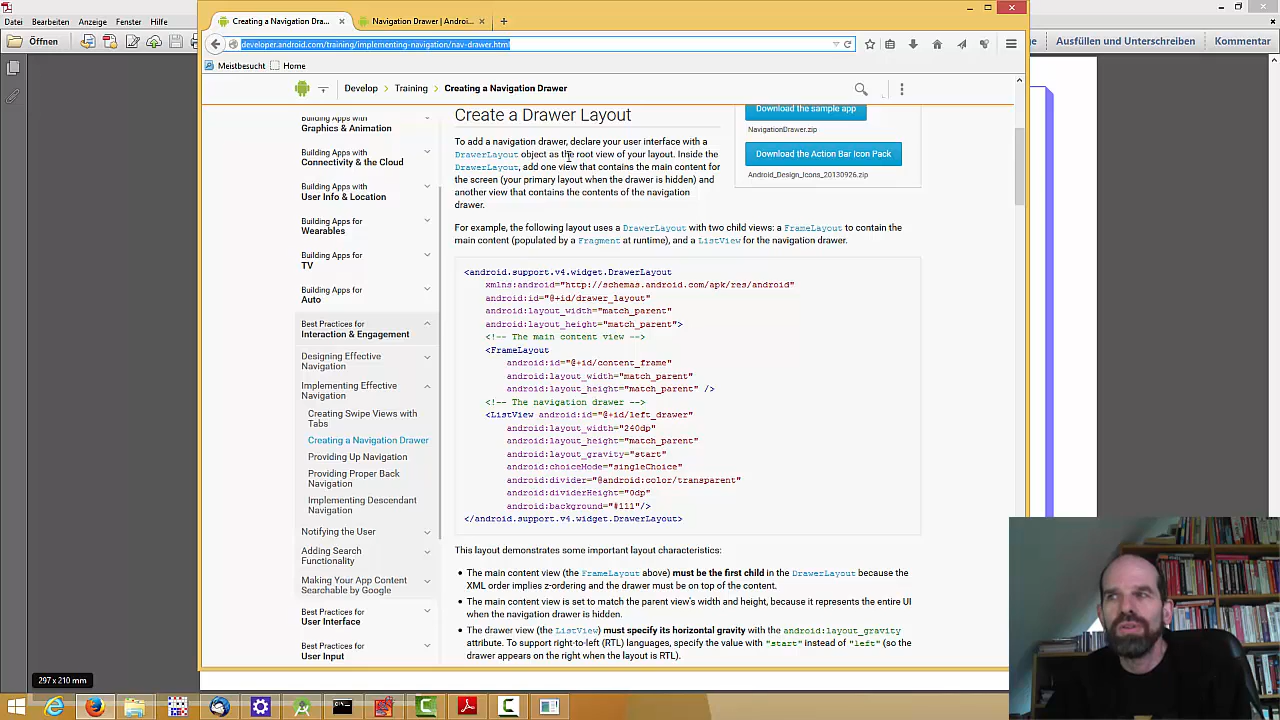 Creating a Navigation Dra...
Navigation Drawer | Androi...
Datei Bearbeiten Anzeige Fenster Hilfe
Öffnen
developer.android.com/training/implementing-navigation/nav-drawer.html
Ausfüllen und Unterschreiben
Kommentar
Meistbesucht Home
Develop Training Creating a Navigation Drawer
Building Apps with
Graphics & Animation
Building Apps with
Connectivity & the Cloud
Building Apps with
User Info & Location
Building Apps for
Wearables
Building Apps for
TV
Building Apps for
Auto
Best Practices for
Interaction & Engagement
Designing Effective
Navigation
Implementing Effective
Navigation
Creating Swipe Views with
Tabs
Creating a Navigation Drawer
Providing Up Navigation
Providing Proper Back
Navigation
Implementing Descendant
Navigation
Notifying the User
Adding Search
Functionality
Making Your App Content
Searchable by Google
Best Practices for
User Interface
Best Practices for
User Input
Create a Drawer Layout
To add a navigation drawer, declare your user interface with a
DrawerLayout object as the root view of your layout. Inside the
DrawerLayout, add one view that contains the main content for
the screen (your primary layout when the drawer is hidden) and
another view that contains the contents of the navigation
drawer.
Download the sample app
NavigationDrawer.zip
Download the Action Bar Icon Pack
Android_Design_Icons_20130926.zip
For example, the following layout uses a DrawerLayout with two child views: a FrameLayout to contain the
main content (populated by a Fragment at runtime), and a ListView for the navigation drawer.
<android.support.v4.widget.DrawerLayout
xmlns:android="http://schemas.android.com/apk/res/android"
android:id="@+id/drawer_layout"
android:layout_width="match_parent"
android:layout_height="match_parent">
<!-- The main content view -->
<FrameLayout
android:id="@+id/content_frame"
android:layout_width="match_parent"
android:layout_height="match_parent" />
<!-- The navigation drawer -->
<ListView android:id="@+id/left_drawer"
android:layout_width="240dp"
android:layout_height="match_parent"
android:layout_gravity="start"
android:choiceMode="singleChoice"
android:divider="@android:color/transparent"
android:dividerHeight="0dp"
android:background="#111"/>
</android.support.v4.widget.DrawerLayout>
This layout demonstrates some important layout characteristics:
The main content view (the FrameLayout above) must be the first child in the DrawerLayout because the
XML order implies z-ordering and the drawer must be on top of the content.
The main content view is set to match the parent view's width and height, because it represents the entire UI
when the navigation drawer is hidden.
The drawer view (the ListView) must specify its horizontal gravity with the android:layout_gravity
attribute. To support right-to-left (RTL) languages, specify the value with "start" instead of "left" (so the
drawer appears on the right when the layout is RTL).
297 x 210 mm